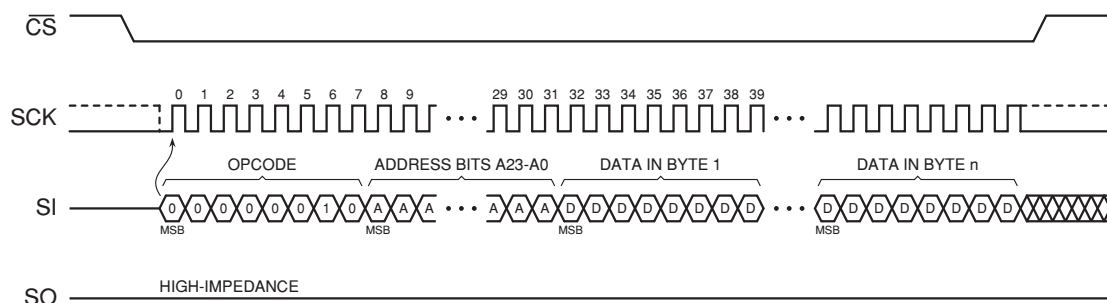 CS
0 1 2 3 4 5 6 7 8 9 29 30 31 32 33 34 35 36 37 38 39
SCK
OPCODE ADDRESS BITS A23-A0 DATA IN BYTE 1 DATA IN BYTE n
SI 0 0 0 0 0 0 1 0 A A A A A A D D D D D D D D D D D D D D D D
MSB MSB MSB MSB
HIGH-IMPEDANCE
SO